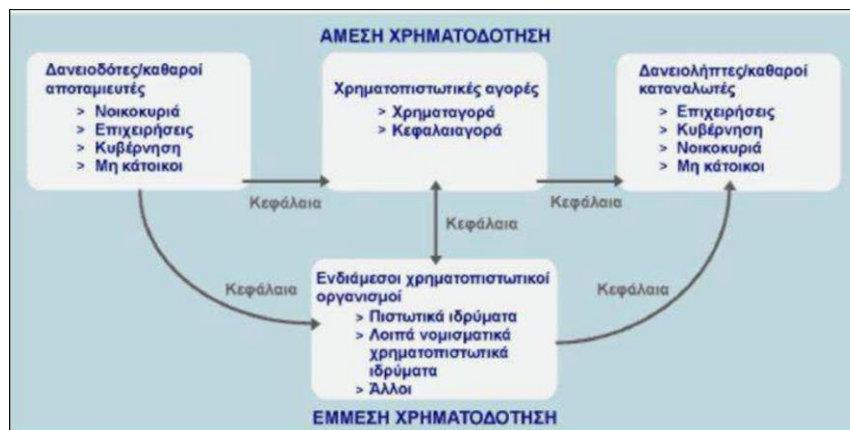 ΑΜΕΣΗ ΧΡΗΜΑΤΟΔΟΤΗΣΗ
Δανειοδότες/καθαροί
αποταμιευτές
> Νοικοκυριά
> Επιχειρήσεις
> Κυβέρνηση
> Μη κάτοικοι
Χρηματοπιστωτικές αγορές
> Χρηματαγορά
> Κεφαλαιαγορά
Δανειολήπτες/καθαροί
καταναλωτές
> Επιχειρήσεις
> Κυβέρνηση
> Νοικοκυριά
> Μη κάτοικοι
Κεφάλαια
Κεφάλαια
Κεφάλαια
Κεφάλαια
Κεφάλαια
Ενδιάμεσοι χρηματοπιστωτικοί
οργανισμοί
> Πιστωτικά ιδρύματα
> Λοιπά νομισματικά
χρηματοπιστωτικά
ιδρύματα
> Άλλοι
ΕΜΜΕΣΗ ΧΡΗΜΑΤΟΔΟΤΗΣΗ